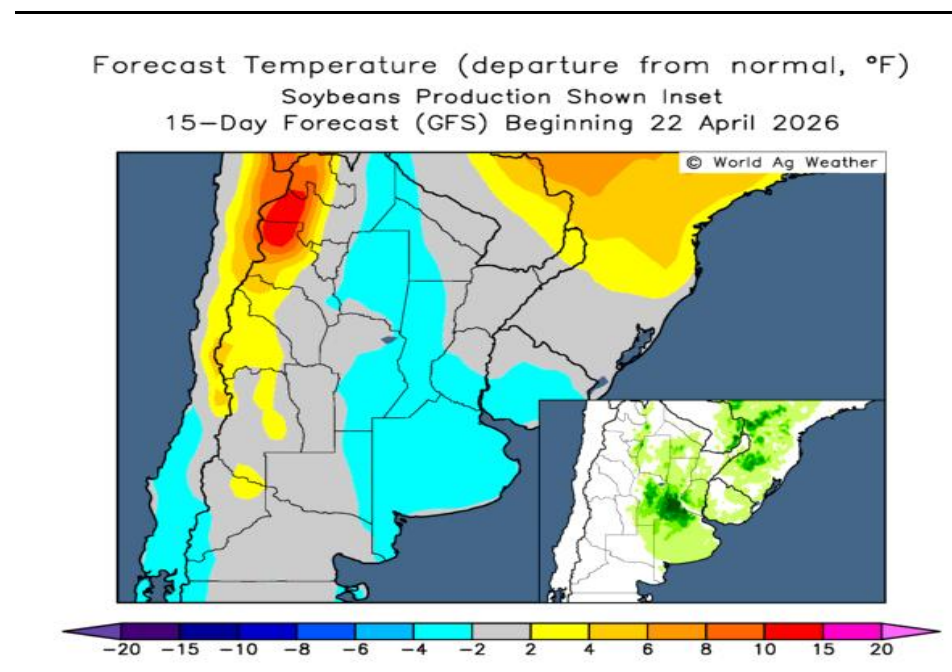 Forecast Temperature (departure from normal, °F)
Soybeans Production Shown Inset
15-Day Forecast (GFS) Beginning 22 April 2026
© World Ag Weather
-20 -15 -10 -8 -6 -4 -2 2 4 6 8 10 15 20